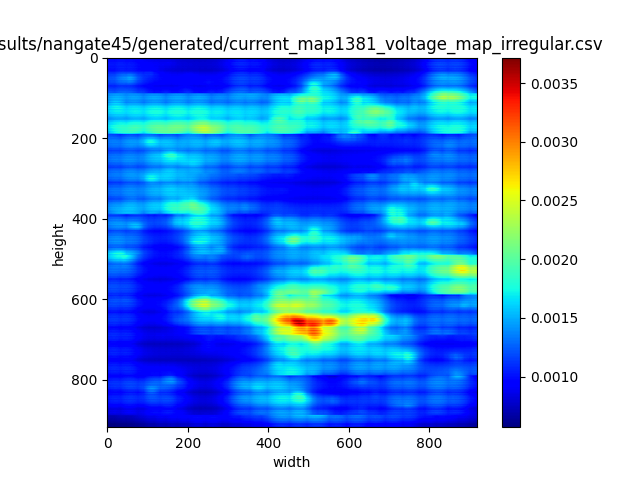 sults/nangate45/generated/current_map1381_voltage_map_irregular.csv
0
200
400
600
800
height
0 200 400 600 800
width
0.0035
0.0030
0.0025
0.0020
0.0015
0.0010